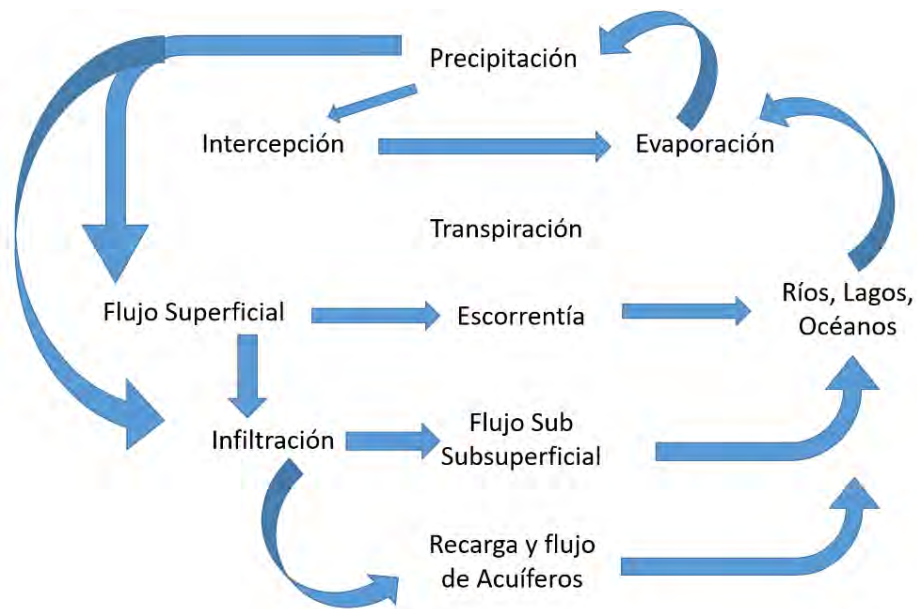 Precipitación
Intercepción
Evaporación
Transpiración
Flujo Superficial
Escorrentía
Ríos, Lagos,
Océanos
Infiltración
Flujo Sub
Subsuperficial
Recarga y flujo
de Acuíferos